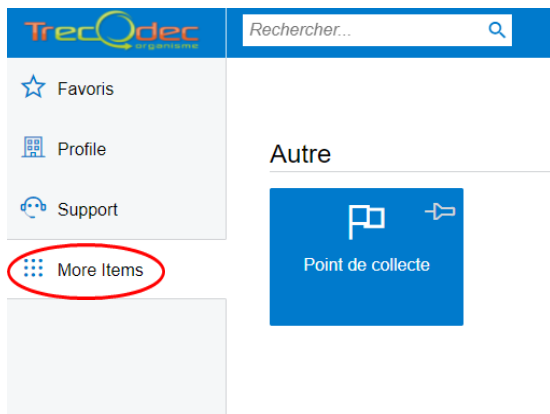 TrecOdec
organisme
Rechercher...
Favoris
Profile
Support
More Items
Autre
Point de collecte